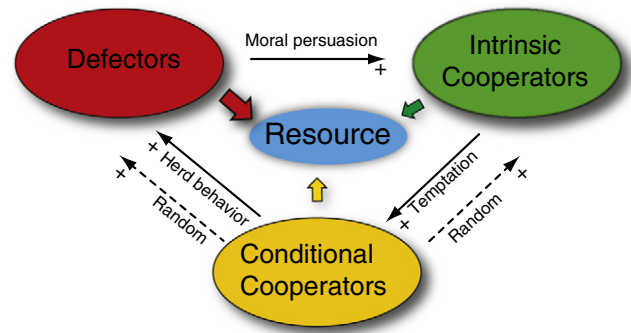 Moral persuasion
+
Defectors
Intrinsic
Cooperators
Resource
+ Herd behavior
+ Temptation
+
Random
+
Random
Conditional
Cooperators